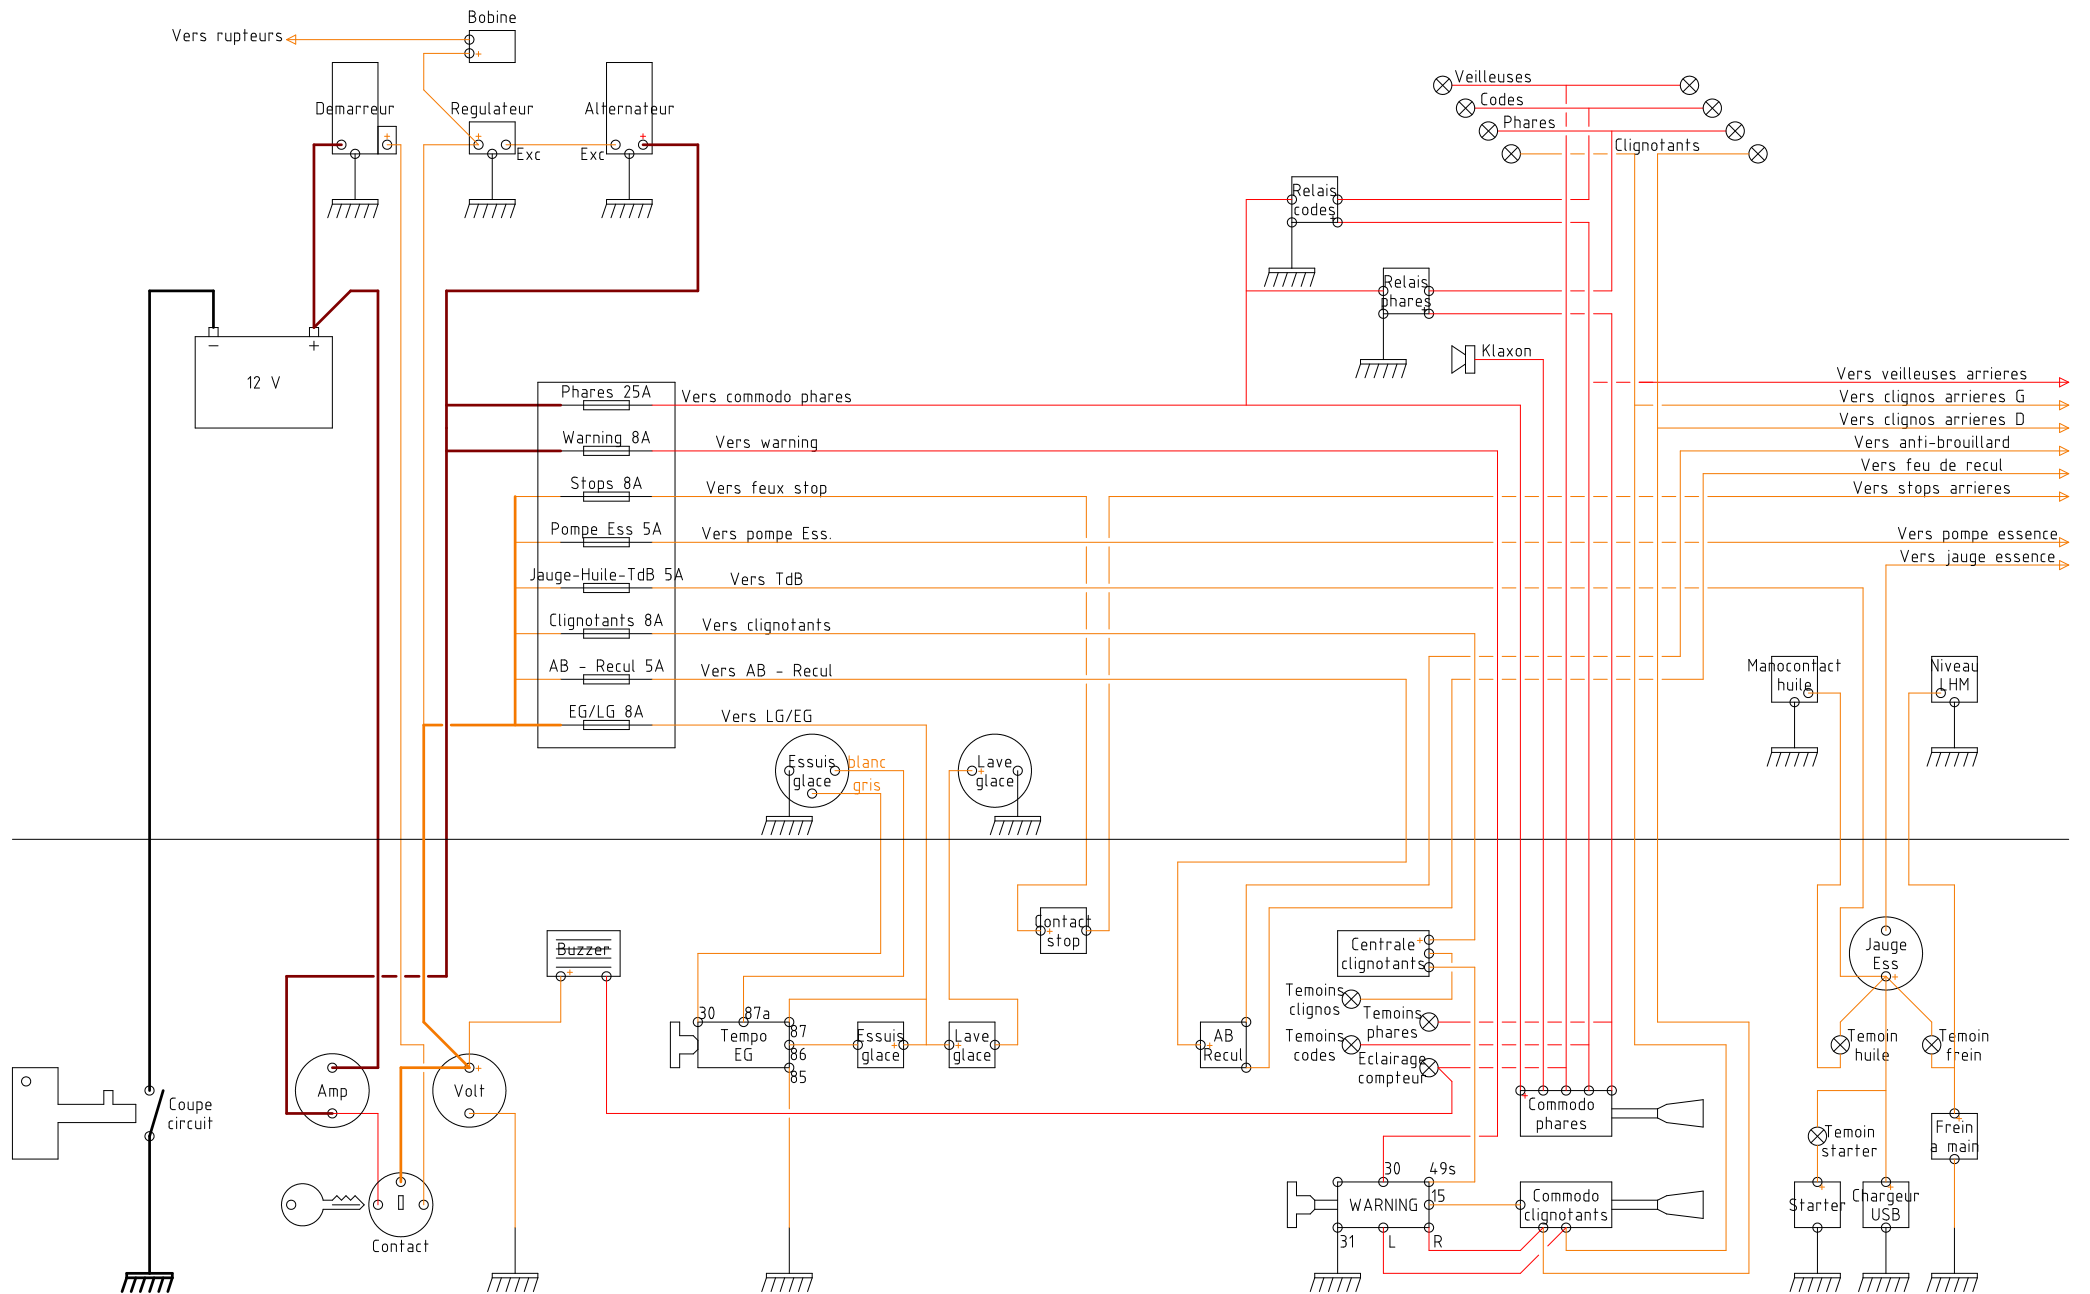 Bobine
Vers rupteurs
+
Demarreur
Regulateur
Alternateur
+
+
+
Exc
Exc
Veilleuses
Codes
Phares
Clignotants
Relais
codes
+
Relais
phares
+
Klaxon
−
+
12 V
Phares 25A
Vers commodo phares
Warning 8A
Vers warning
Stops 8A
Vers feux stop
Pompe Ess 5A
Vers pompe Ess.
Jauge-Huile-TdB 5A
Vers TdB
Clignotants 8A
Vers clignotants
AB - Recul 5A
Vers AB - Recul
EG/LG 8A
Vers LG/EG
Vers veilleuses arrieres
Vers clignos arrieres G
Vers clignos arrieres D
Vers anti-brouillard
Vers feu de recul
Vers stops arrieres
Vers pompe essence
Vers jauge essence
Essuis
glace
blanc
gris
Lave
glace
+
Manocontact
huile
Niveau
LHM
Contact
stop
+
Buzzer
+
Centrale
clignotants
+
Jauge
Ess
+
Temoins
clignos
Temoins
phares
Temoins
codes
Eclairage
compteur
30
87a
87
86
85
Tempo
EG
Essuis
glace
+
Lave
glace
+
AB
Recul
+
Temoin
huile
Temoin
frein
Amp
Volt
+
Coupe
circuit
Commodo
phares
+
Temoin
starter
Frein
a main
+
Contact
30
49s
15
WARNING
31
L
R
Commodo
clignotants
Starter
+
Chargeur
USB
+